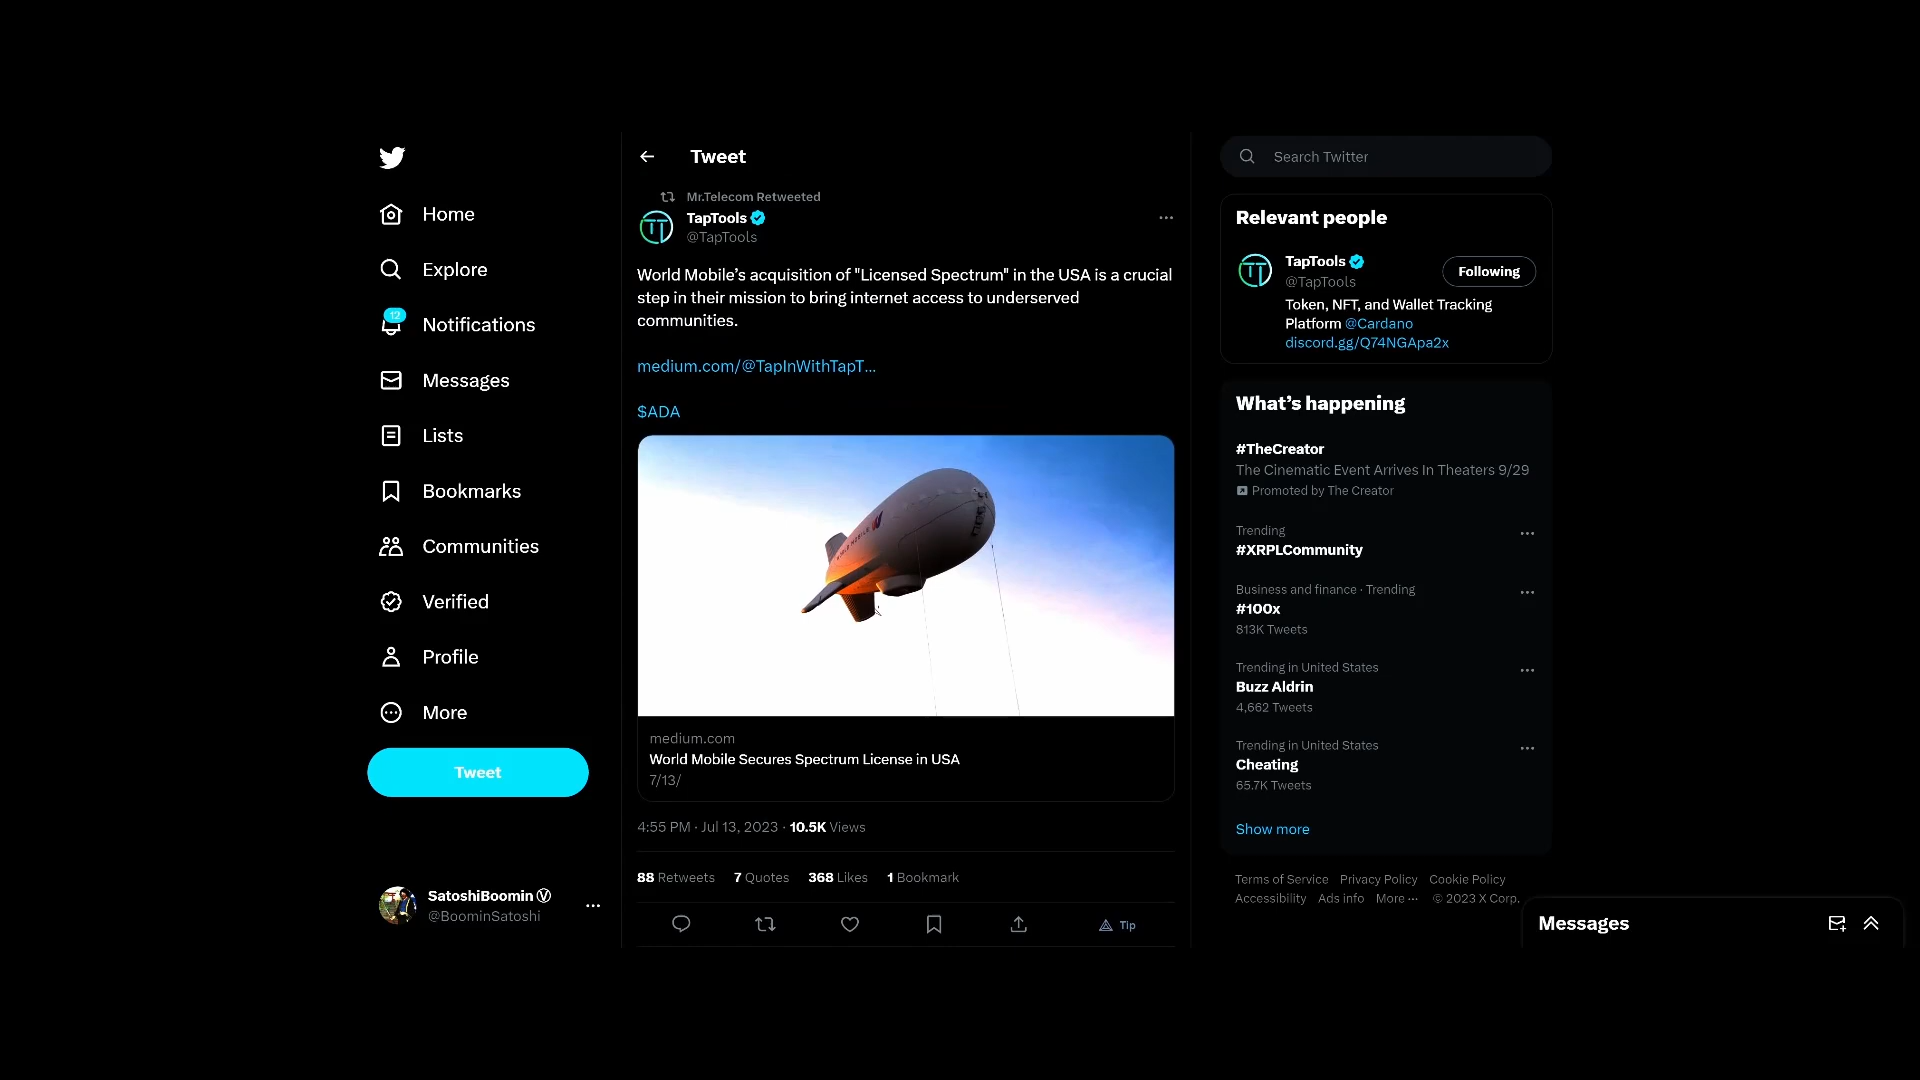 Home
Explore
12
Notifications
Messages
Lists
Bookmarks
Communities
Verified
Profile
More
Tweet
SatoshiBoomin Ⓥ
@BoominSatoshi
Tweet
Mr.Telecom Retweeted
TapTools
@TapTools
World Mobile’s acquisition of "Licensed Spectrum" in the USA is a crucial
step in their mission to bring internet access to underserved
communities.
medium.com/@TapInWithTapT...
$ADA
WORLD MOBILE
medium.com
World Mobile Secures Spectrum License in USA
7/13/
4:55 PM · Jul 13, 2023 · 10.5K Views
88 Retweets 7 Quotes 368 Likes 1 Bookmark
Tip
Search Twitter
Relevant people
TapTools
@TapTools
Following
Token, NFT, and Wallet Tracking
Platform @Cardano
discord.gg/Q74NGApa2x
What’s happening
#TheCreator
The Cinematic Event Arrives In Theaters 9/29
Promoted by The Creator
Trending
#XRPLCommunity
Business and finance · Trending
#100x
813K Tweets
Trending in United States
Buzz Aldrin
4,662 Tweets
Trending in United States
Cheating
65.7K Tweets
Show more
Terms of Service Privacy Policy Cookie Policy
Accessibility Ads info More ··· © 2023 X Corp.
Messages